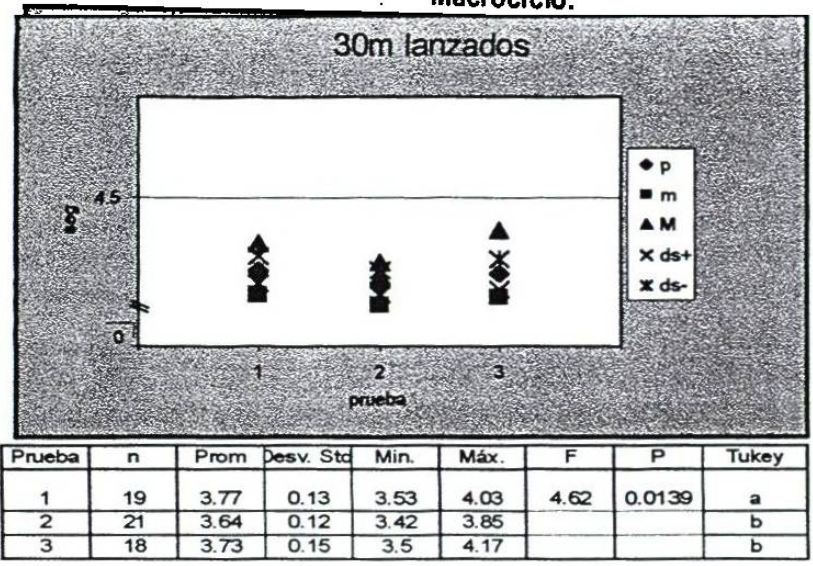 macrociclo.
30m lanzados
4.5
seg
0
1 2 3
prueba
p
m
M
ds+
ds-
Prueba n Prom Desv. Std Min. Máx. F P Tukey
1 19 3.77 0.13 3.53 4.03 4.62 0.0139 a
2 21 3.64 0.12 3.42 3.85 b
3 18 3.73 0.15 3.5 4.17 b